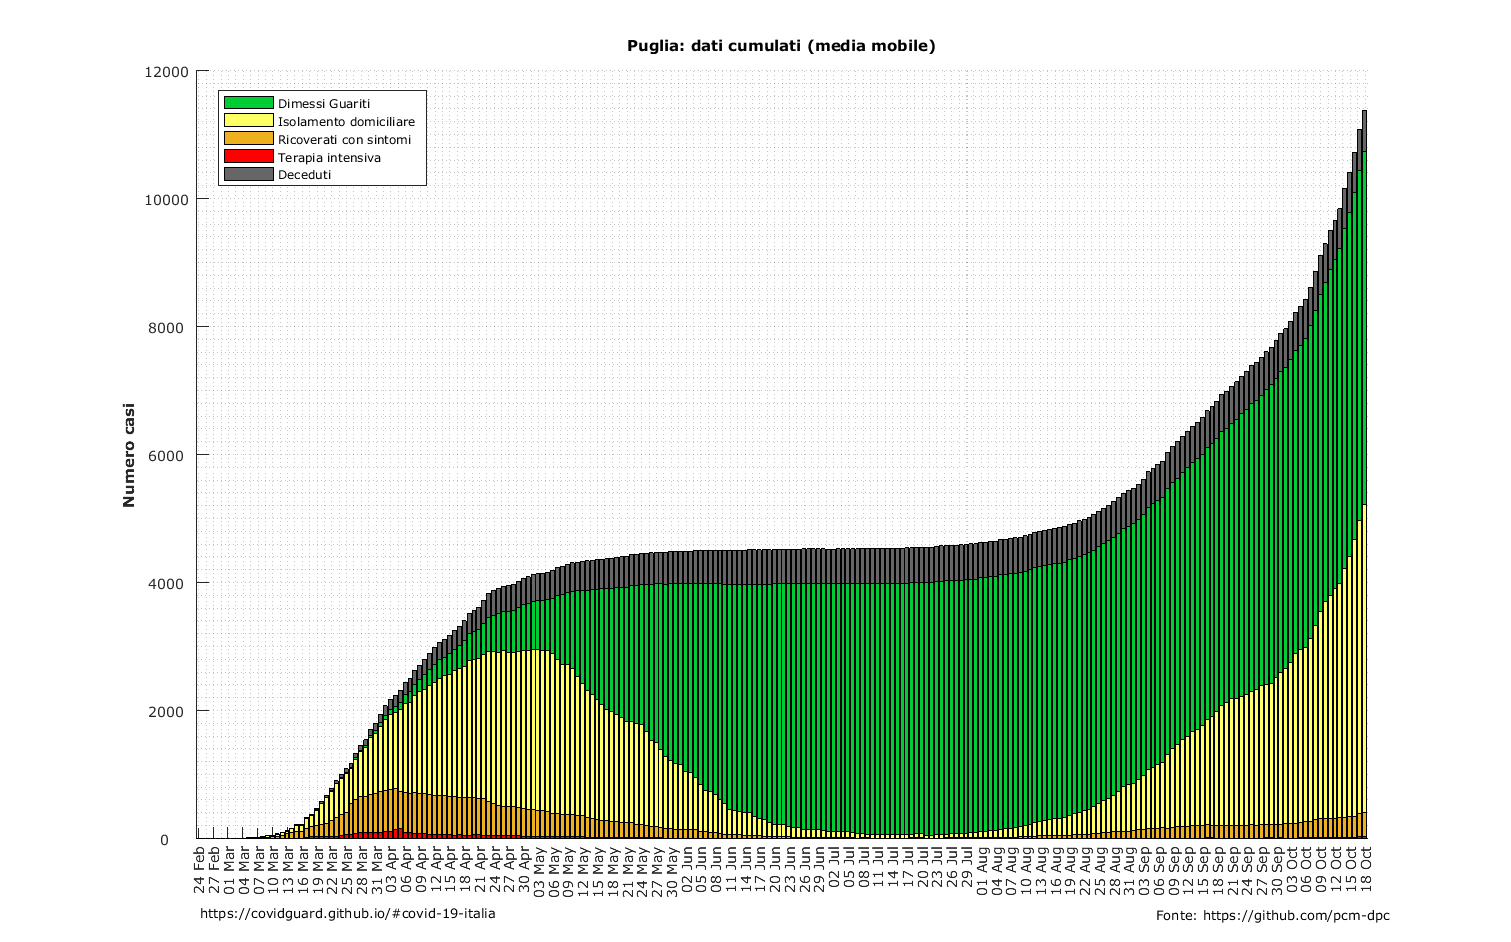 Puglia: dati cumulati (media mobile)
12000
10000
8000
6000
4000
2000
0
Numero casi
Dimessi Guariti
Isolamento domiciliare
Ricoverati con sintomi
Terapia intensiva
Deceduti
24 Feb
27 Feb
01 Mar
04 Mar
07 Mar
10 Mar
13 Mar
16 Mar
19 Mar
22 Mar
25 Mar
28 Mar
31 Mar
03 Apr
06 Apr
09 Apr
12 Apr
15 Apr
18 Apr
21 Apr
24 Apr
27 Apr
30 Apr
03 May
06 May
09 May
12 May
15 May
18 May
21 May
24 May
27 May
30 May
02 Jun
05 Jun
08 Jun
11 Jun
14 Jun
17 Jun
20 Jun
23 Jun
26 Jun
29 Jun
02 Jul
05 Jul
08 Jul
11 Jul
14 Jul
17 Jul
20 Jul
23 Jul
26 Jul
29 Jul
01 Aug
04 Aug
07 Aug
10 Aug
13 Aug
16 Aug
19 Aug
22 Aug
25 Aug
28 Aug
31 Aug
03 Sep
06 Sep
09 Sep
12 Sep
15 Sep
18 Sep
21 Sep
24 Sep
27 Sep
30 Sep
03 Oct
06 Oct
09 Oct
12 Oct
15 Oct
18 Oct
https://covidguard.github.io/#covid-19-italia
Fonte: https://github.com/pcm-dpc